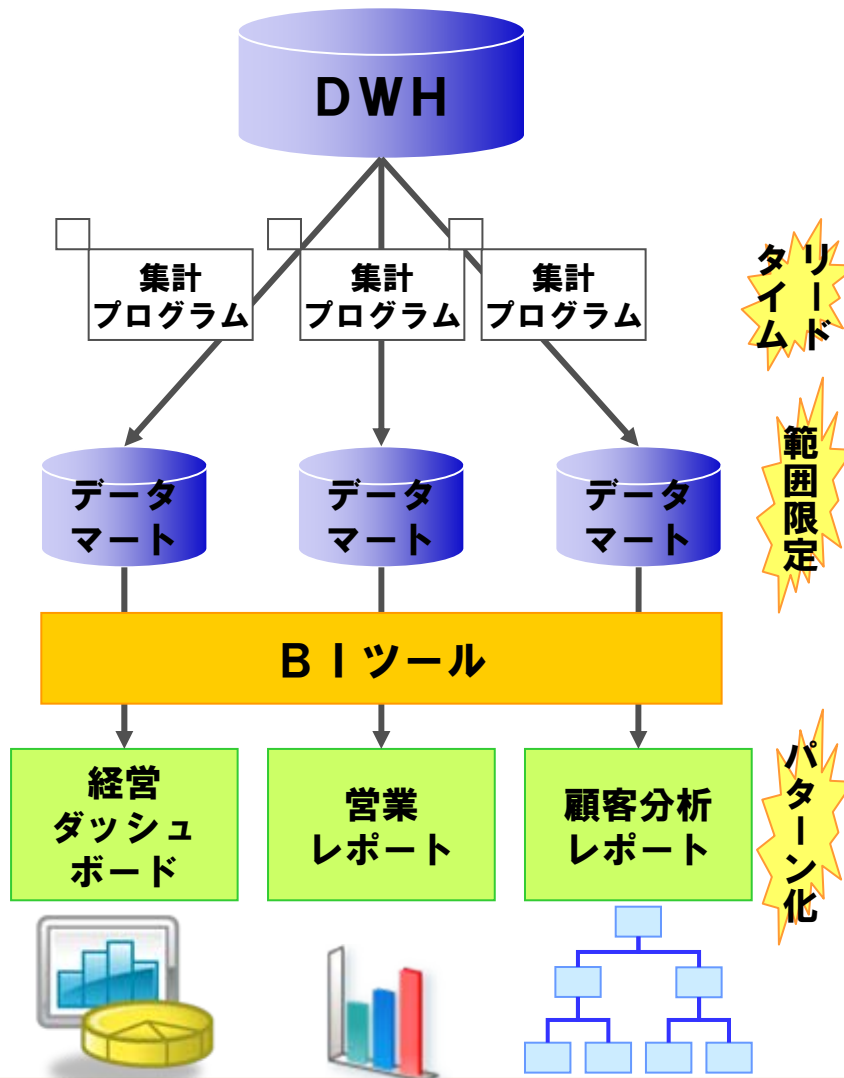 DWH
集計
プログラム
集計
プログラム
集計
プログラム
リード
タイム
データ
マート
データ
マート
データ
マート
範囲限定
BIツール
経営
ダッシュ
ボード
営業
レポート
顧客分析
レポート
パターン化